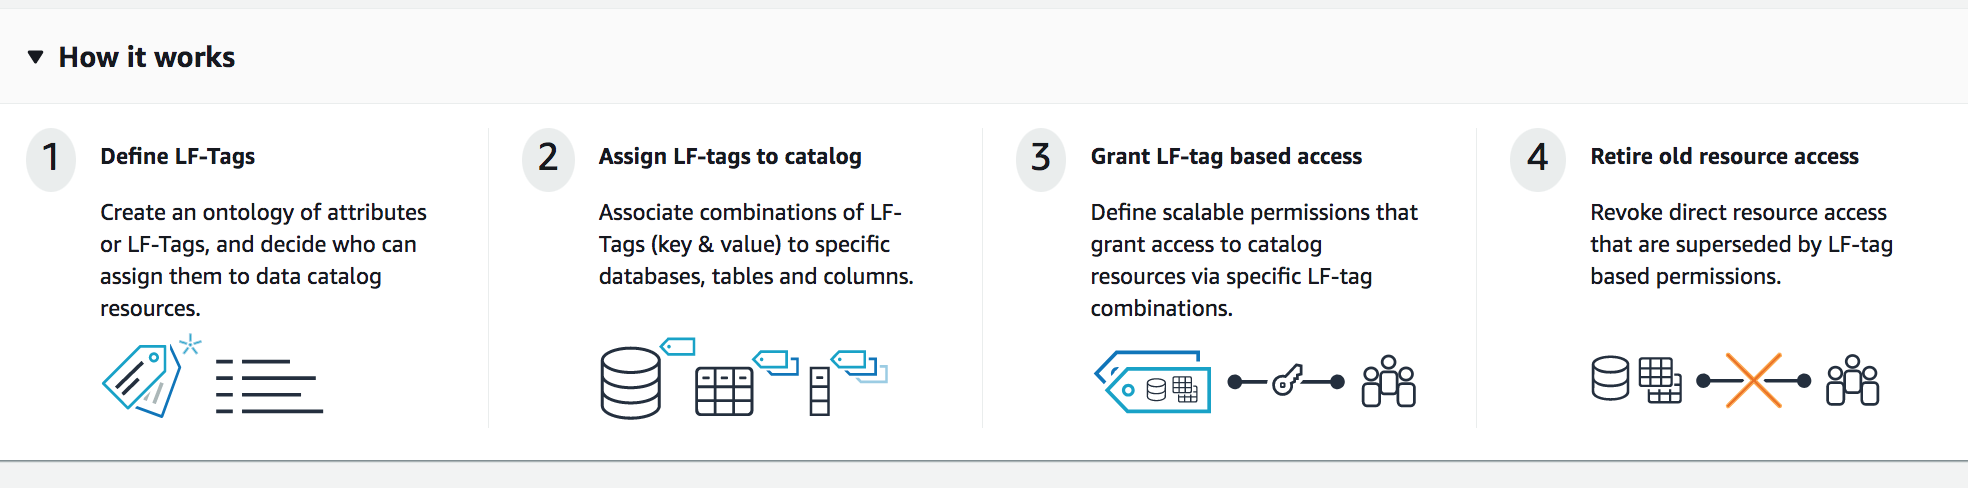 How it works
1
Define LF-Tags
Create an ontology of attributes
or LF-Tags, and decide who can
assign them to data catalog
resources.
2
Assign LF-tags to catalog
Associate combinations of LF-
Tags (key & value) to specific
databases, tables and columns.
3
Grant LF-tag based access
Define scalable permissions that
grant access to catalog
resources via specific LF-tag
combinations.
4
Retire old resource access
Revoke direct resource access
that are superseded by LF-tag
based permissions.